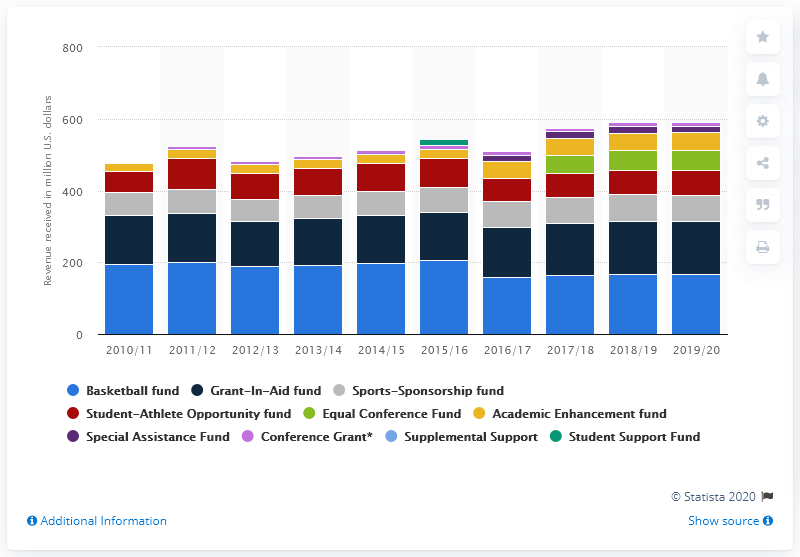 800
600
400
200
0
Revenue received in million U.S. dollars
2010/11 2011/12 2012/13 2013/14 2014/15 2015/16 2016/17 2017/18 2018/19 2019/20
Basketball fund Grant-In-Aid fund Sports-Sponsorship fund
Student-Athlete Opportunity fund Equal Conference Fund Academic Enhancement fund
Special Assistance Fund Conference Grant* Supplemental Support Student Support Fund
© Statista 2020
Additional Information Show source